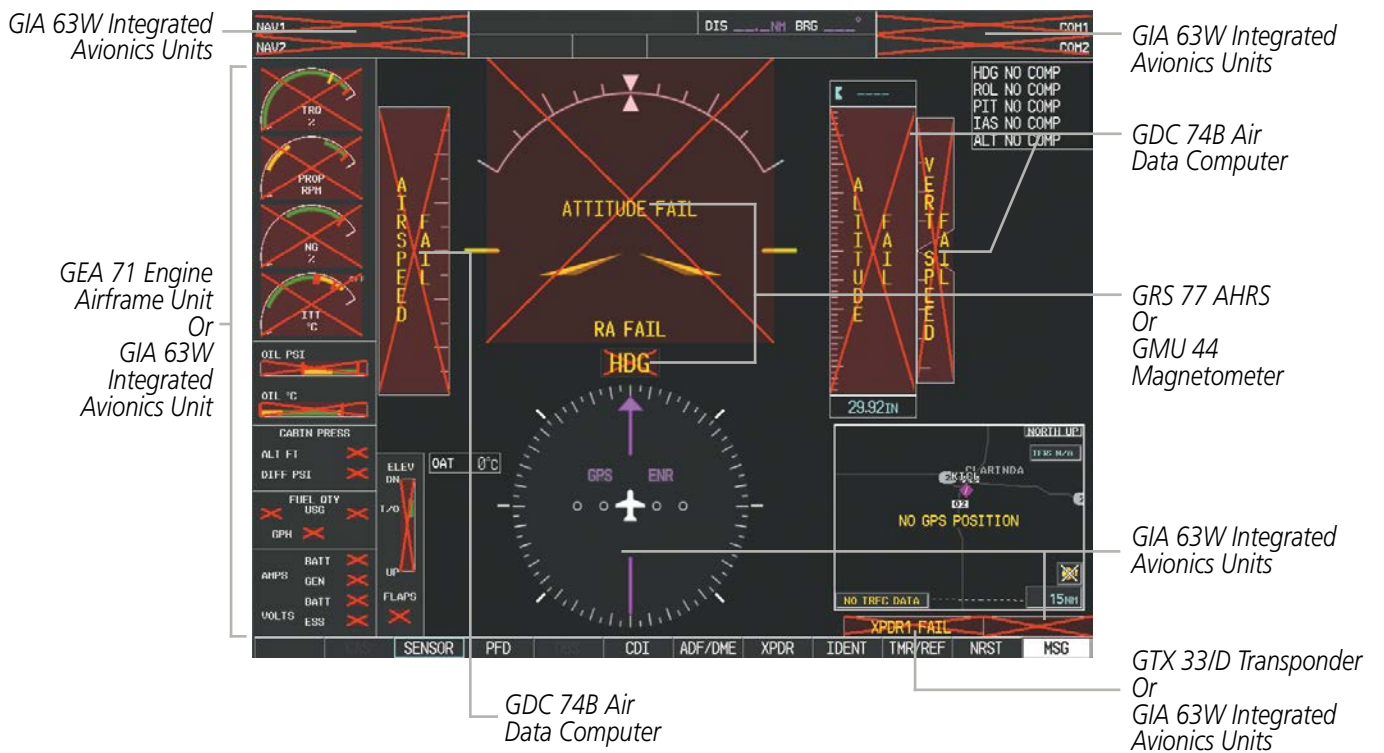 GIA 63W Integrated
Avionics Units
GEA 71 Engine
Airframe Unit
Or
GIA 63W
Integrated
Avionics Unit
NAV1
NAV2
DIS __._NM BRG ___°
COM1
COM2
TRQ
%
PROP
RPM
NG
%
ITT
°C
OIL PSI
OIL °C
CABIN PRESS
ALT FT
DIFF PSI
FUEL QTY
USG
GPH
AMPS
BATT
GEN
VOLTS
BATT
ESS
ELEV
DN
T/O
UP
FLAPS
AIRSPEED
FAIL
OAT 0°C
ATTITUDE FAIL
RA FAIL
HDG
GPS ENR
----
ALTITUDE
FAIL
29.92IN
VERT SPEED
FAIL
HDG NO COMP
ROL NO COMP
PIT NO COMP
IAS NO COMP
ALT NO COMP
NORTH UP
CLARINDA
NO GPS POSITION
NO TRFC DATA
15NM
XPDR1 FAIL
SENSOR PFD CDI ADF/DME XPDR IDENT TMR/REF NRST MSG
GIA 63W Integrated
Avionics Units
GDC 74B Air
Data Computer
GRS 77 AHRS
Or
GMU 44
Magnetometer
GIA 63W Integrated
Avionics Units
GTX 33/D Transponder
Or
GIA 63W Integrated
Avionics Units
GDC 74B Air
Data Computer